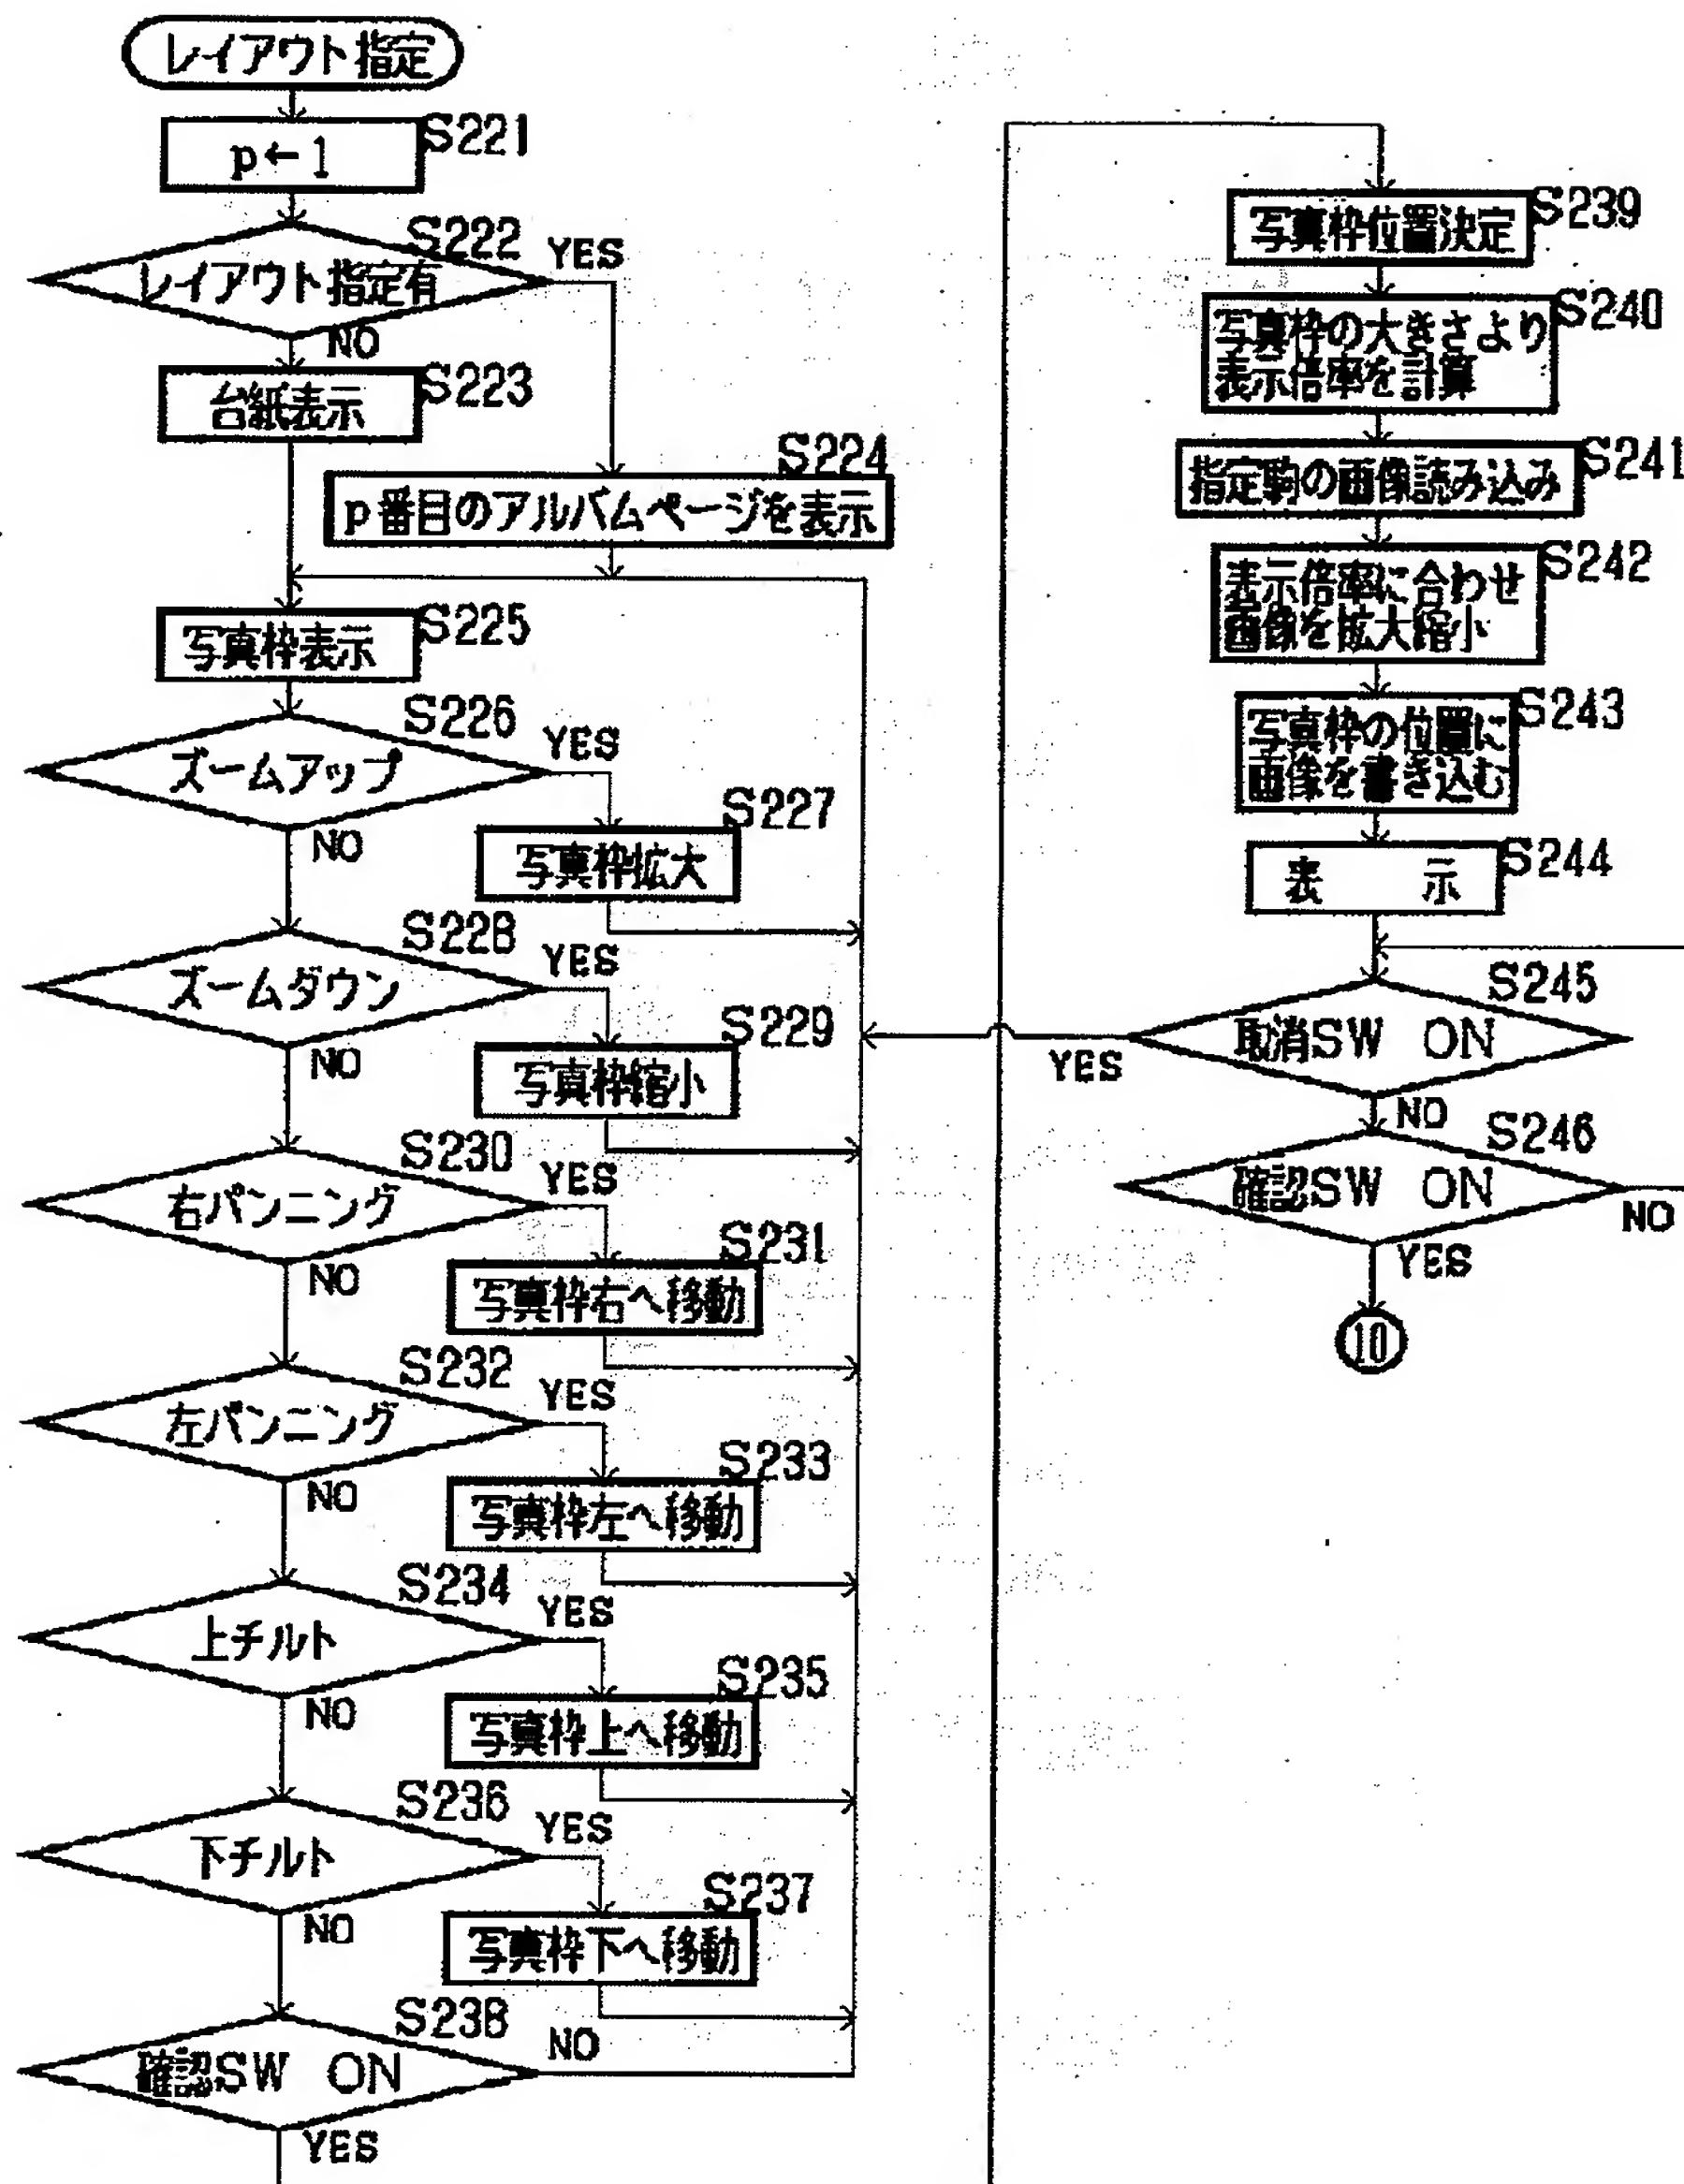 レイアウト指定
S221
p←1
S222
レイアウト指定有
YES
NO
S223
台紙表示
S224
p番目のアルバムページを表示
S225
写真枠表示
S226
ズームアップ
YES
NO
S227
写真枠拡大
S228
ズームダウン
YES
NO
S229
写真枠縮小
S230
右パンニング
YES
NO
S231
写真枠右へ移動
S232
左パンニング
YES
NO
S233
写真枠左へ移動
S234
上チルト
YES
NO
S235
写真枠上へ移動
S236
下チルト
YES
NO
S237
写真枠下へ移動
S238
確認SW ON
NO
YES
S239
写真枠位置決定
S240
写真枠の大きさより
表示倍率を計算
S241
指定駒の画像読み込み
S242
表示倍率に合わせ
画像を拡大縮小
S243
写真枠の位置に
画像を書き込む
S244
表 示
S245
取消SW ON
YES
NO
S246
確認SW ON
NO
YES
10